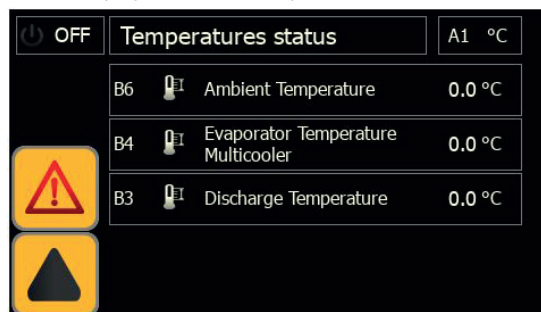 OFF Temperatures status A1 °C
B6 Ambient Temperature 0.0 °C
B4 Evaporator Temperature Multicooler 0.0 °C
B3 Discharge Temperature 0.0 °C